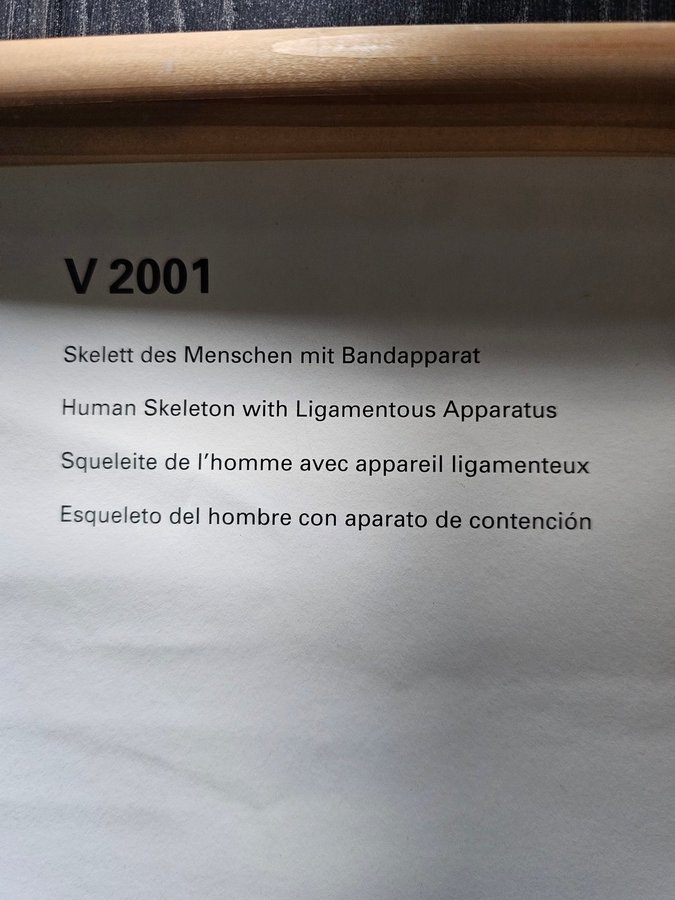 V 2001
Skelett des Menschen mit Bandapparat
Human Skeleton with Ligamentous Apparatus
Squeleite de l'homme avec appareil ligamenteux
Esqueleto del hombre con aparato de contención